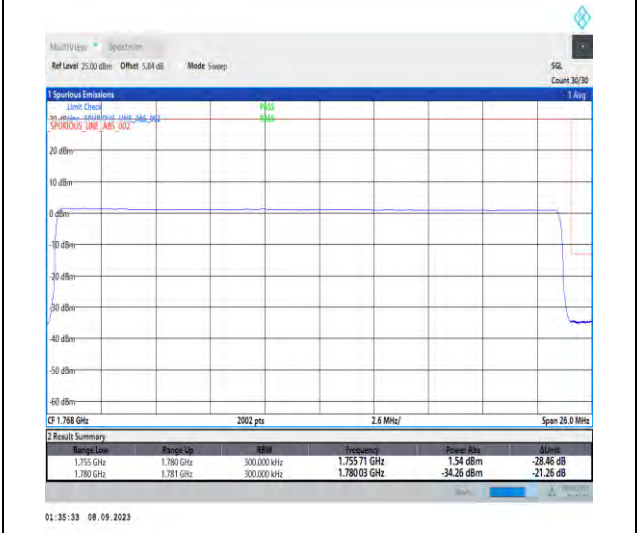 MultiView Spectrum
Ref Level 25.00 dBm Offset 5.84 dB Mode Sweep SGL
Count 30/30
1 Spurious Emissions 1 Avg
Limit Check PASS
PASS
SPURIOUS_LINE_ABS_002
20 dBm
10 dBm
0 dBm
-10 dBm
-20 dBm
-30 dBm
-40 dBm
-50 dBm
-60 dBm
CF 1.768 GHz 2002 pts 2.6 MHz/ Span 26.0 MHz
2 Result Summary
Range Low Range Up RBW Frequency Power Abs ΔLimit
1.755 GHz 1.780 GHz 300.000 kHz 1.755 71 GHz 1.54 dBm -28.46 dB
1.780 GHz 1.781 GHz 300.000 kHz 1.780 03 GHz -34.26 dBm -21.26 dB
01:35:33 08.09.2023